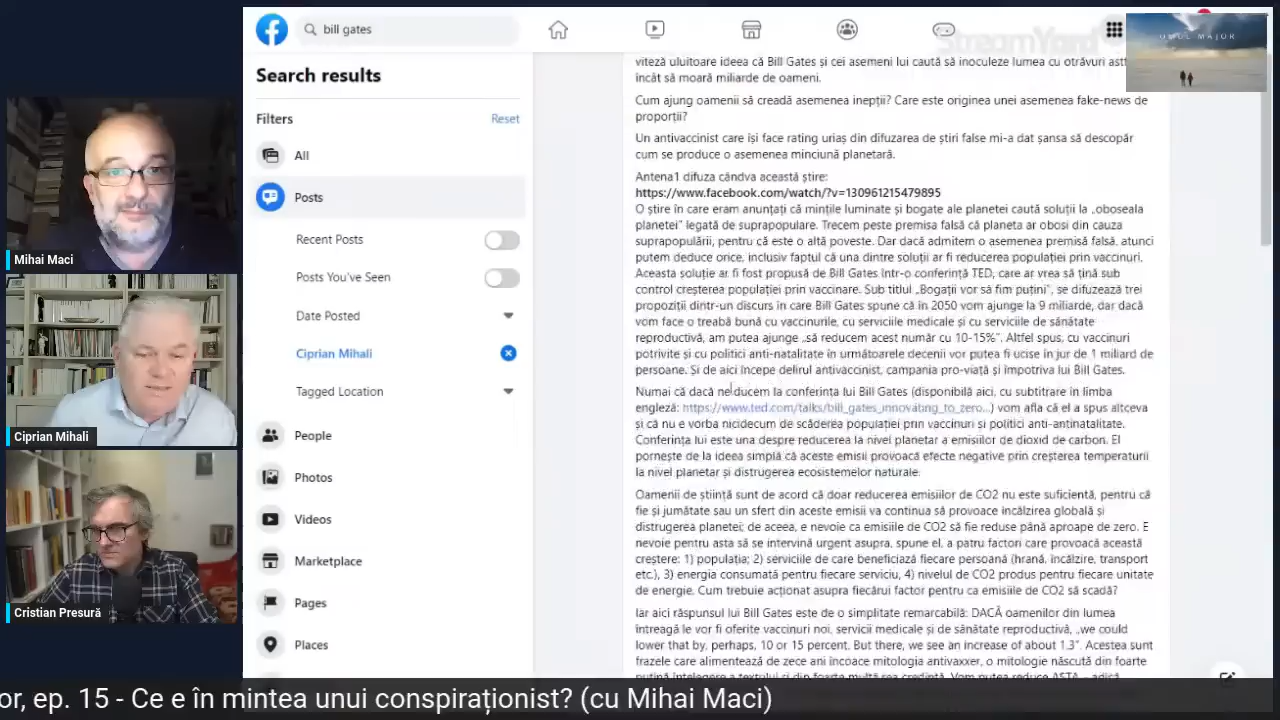 bill gates
StreamYard
OMUL MAJOR
Search results
Filters
Reset
All
Posts
Recent Posts
Posts You've Seen
Date Posted
Ciprian Mihali
Tagged Location
People
Photos
Videos
Marketplace
Pages
Places
Mihai Maci
Ciprian Mihali
Cristian Presură
viteză uluitoare ideea că Bill Gates și cei asemeni lui caută să inoculeze lumea cu otrăvuri
încât să moară miliarde de oameni.
Cum ajung oamenii să creadă asemenea inepții? Care este originea unei asemenea fake-news de
proporții?
Un antivaccinist care își face rating uriaș din difuzarea de știri false mi-a dat șansa să descopăr
cum se produce o asemenea minciună planetară.
Antena1 difuza cândva această știre:
https://www.facebook.com/watch/?v=130961215479895
O știre în care eram anunțați că mințile luminate și bogate ale planetei caută soluții la „oboseala
planetei” legată de suprapopulare. Trecem peste premisa falsă că planeta ar obosi din cauza
suprapopulării, pentru că este o altă poveste. Dar dacă admitem o asemenea premisă falsă, atunci
putem deduce orice, inclusiv faptul că una dintre soluții ar fi reducerea populației prin vaccinuri.
Aceasta soluție ar fi fost propusă de Bill Gates într-o conferință TED, care ar vrea să țină sub
control creșterea populației prin vaccinare. Sub titlul „Bogații vor să fim puțini”, se difuzează trei
propoziții dintr-un discurs in care Bill Gates spune că în 2050 vom ajunge la 9 miliarde, dar dacă
vom face o treabă bună cu vaccinurile, cu serviciile medicale și cu serviciile de sănătate
reproductivă, am putea ajunge „să reducem acest număr cu 10-15%”. Altfel spus, cu vaccinuri
potrivite și cu politici anti-natalitate în următoarele decenii vor putea fi ucise în jur de 1 miliard de
persoane. Și de aici începe delirul antivaccinist, campania pro-viață și împotriva lui Bill Gates.
Numai că dacă ne ducem la conferința lui Bill Gates (disponibilă aici, cu subtitrare în limba
engleză: https://www.ted.com/talks/bill_gates_innovating_to_zero...) vom afla că el a spus altceva
și că nu e vorba nicidecum de scăderea populației prin vaccinuri și politici anti-antinatalitate.
Conferința lui este una despre reducerea la nivel planetar a emisiilor de dioxid de carbon. El
pornește de la ideea simplă că aceste emisii provoacă efecte negative prin creșterea temperaturii
la nivel planetar și distrugerea ecosistemelor naturale.
Oamenii de știință sunt de acord că doar reducerea emisiilor de CO2 nu este suficientă, pentru că
fie și jumătate sau un sfert din aceste emisii va continua să provoace încălzirea globală și
distrugerea planetei; de aceea, e nevoie ca emisiile de CO2 să fie reduse până aproape de zero. E
nevoie pentru asta să se intervină urgent asupra, spune el, a patru factori care provoacă această
creștere: 1) populația; 2) serviciile de care beneficiază fiecare persoană (hrană, încălzire, transport
etc.), 3) energia consumată pentru fiecare serviciu, 4) nivelul de CO2 produs pentru fiecare unitate
de energie. Cum trebuie acționat asupra fiecărui factor pentru ca emisiile de CO2 să scadă?
Iar aici răspunsul lui Bill Gates este de o simplitate remarcabilă: DACĂ oamenilor din lumea
întreagă le vor fi oferite vaccinuri noi, servicii medicale și de sănătate reproductivă, „we could
lower that by, perhaps, 10 or 15 percent. But there, we see an increase of about 1.3”. Acestea sunt
frazele care alimentează de zece ani încoace mitologia antivaxxer, o mitologie născută din foarte
puțină înțelegere a textului și din foarte multă rea credință. Vom putea reduce ASTA - adică
or, ep. 15 - Ce e în mintea unui conspiraționist? (cu Mihai Maci)